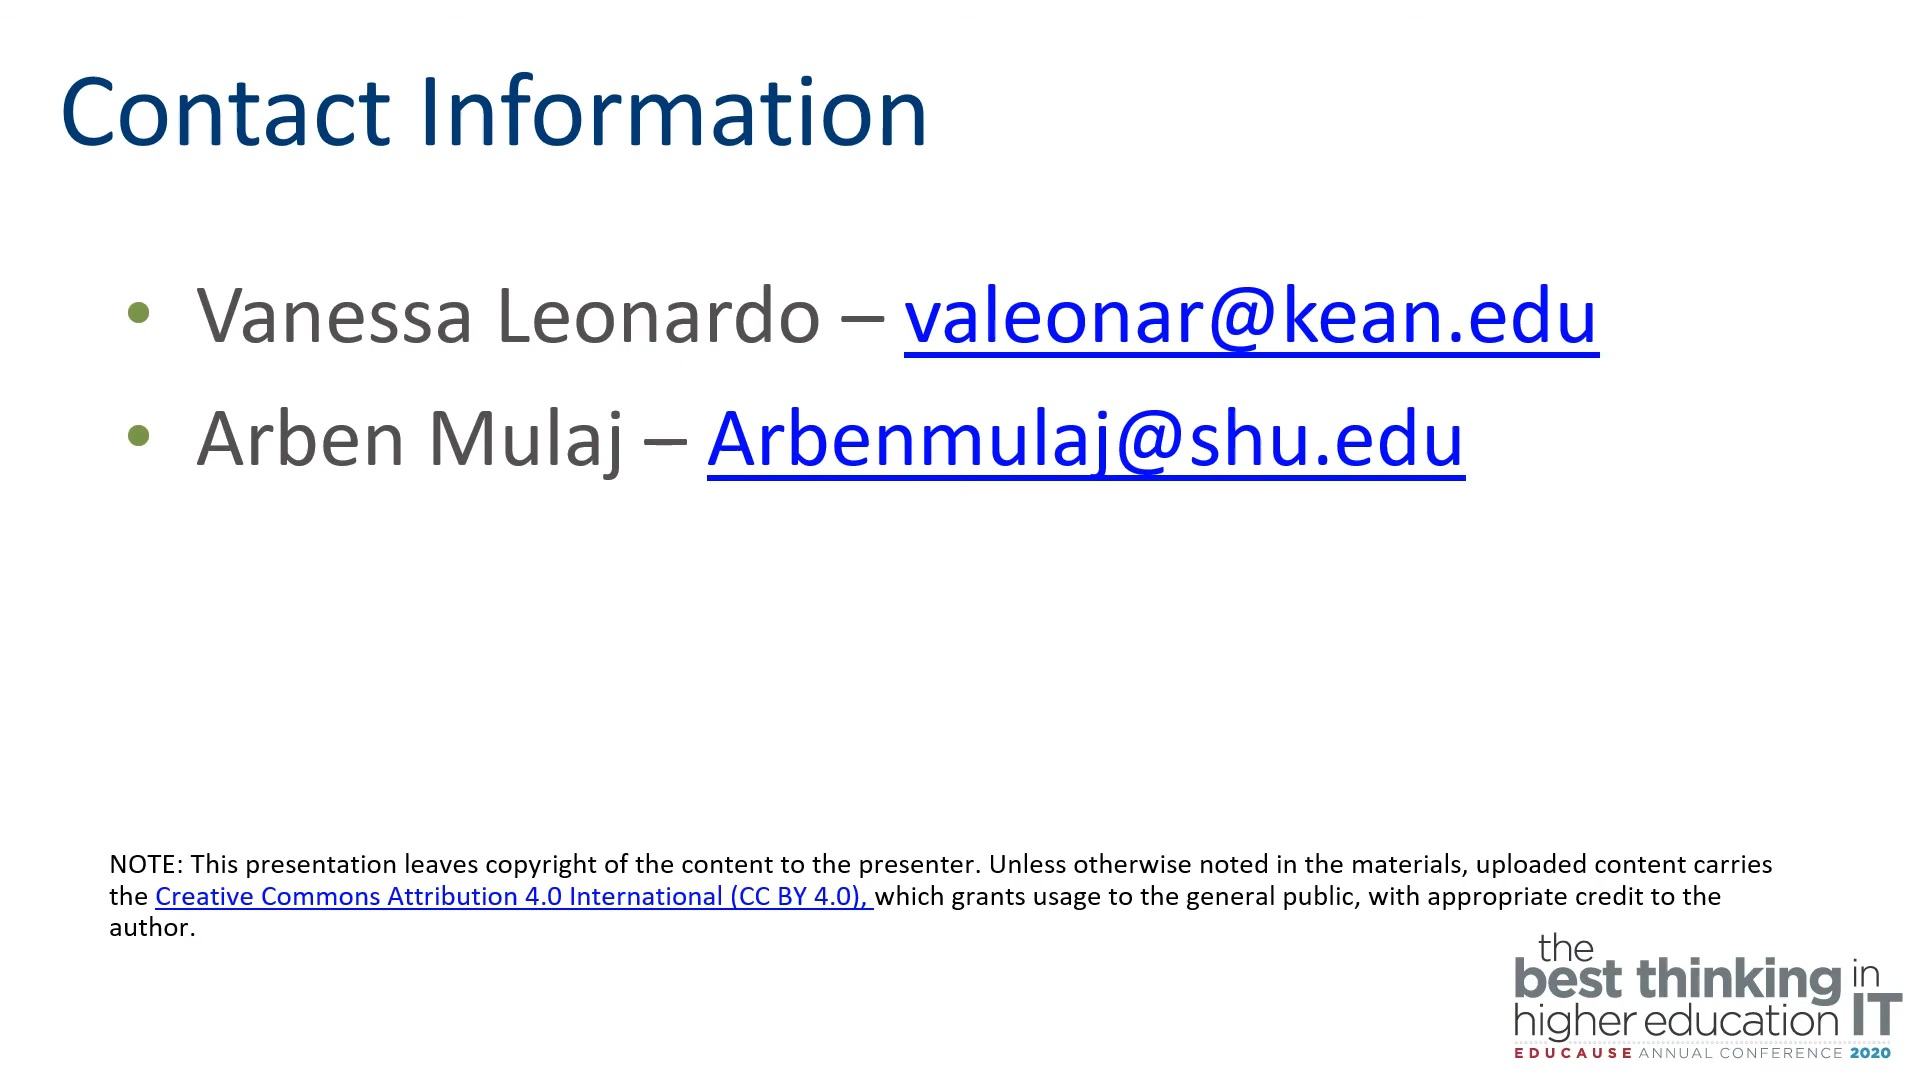 Contact Information
• Vanessa Leonardo – valeonar@kean.edu
• Arben Mulaj – Arbenmulaj@shu.edu
NOTE: This presentation leaves copyright of the content to the presenter. Unless otherwise noted in the materials, uploaded content carries
the Creative Commons Attribution 4.0 International (CC BY 4.0), which grants usage to the general public, with appropriate credit to the
author.
the
best thinking in
higher education IT
EDUCAUSE ANNUAL CONFERENCE 2020